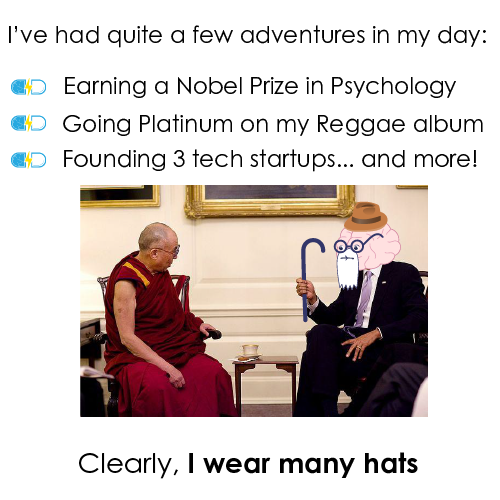 I've had quite a few adventures in my day:
Earning a Nobel Prize in Psychology
Going Platinum on my Reggae album
Founding 3 tech startups... and more!
Clearly, I wear many hats